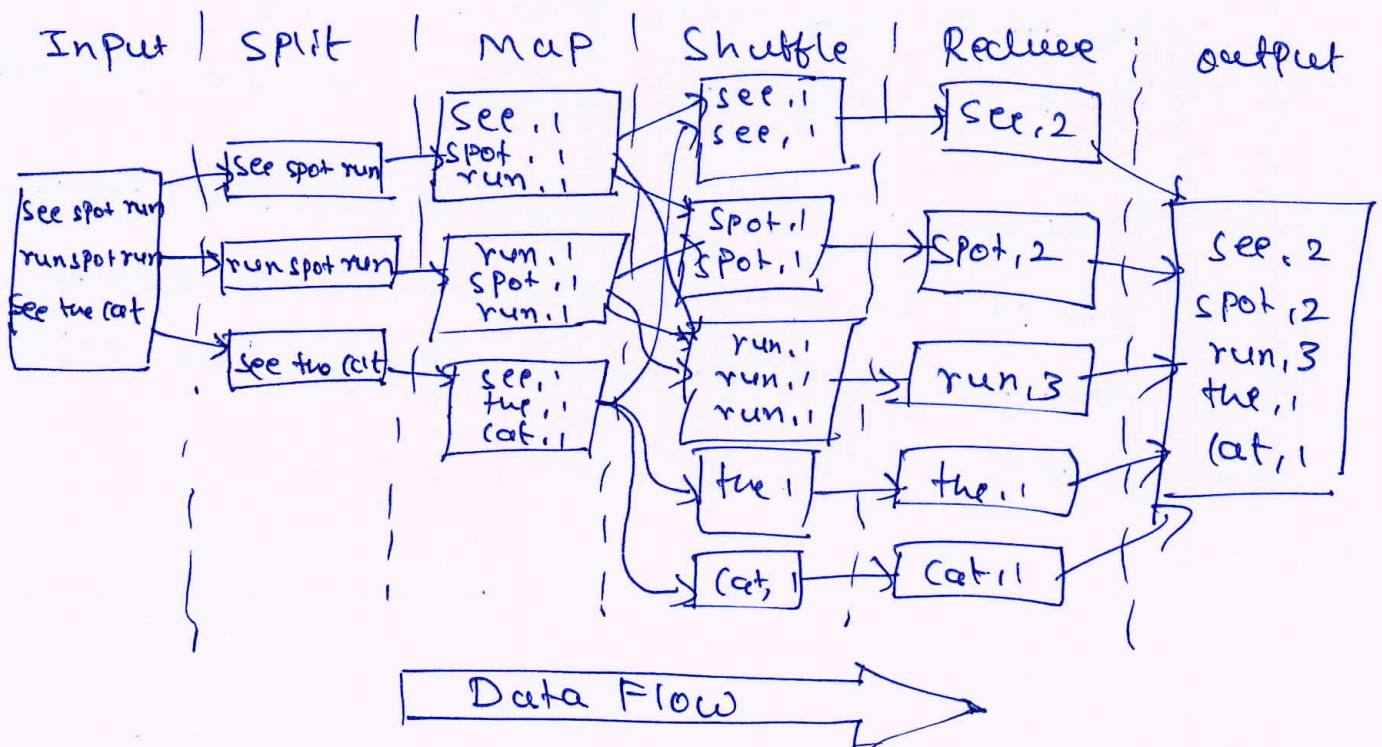 Input | Split | Map | Shuffle | Reduce | output
see spot run
run spot run
see the cat
see spot run
run spot run
see the cat
see, 1
spot, 1
run, 1
run, 1
spot, 1
run, 1
see, 1
the, 1
cat, 1
see, 1
see, 1
spot, 1
spot, 1
run, 1
run, 1
run, 1
the 1
cat, 1
see, 2
spot, 2
run, 3
the, 1
cat, 1
see, 2
spot, 2
run, 3
the, 1
cat, 1
Data Flow